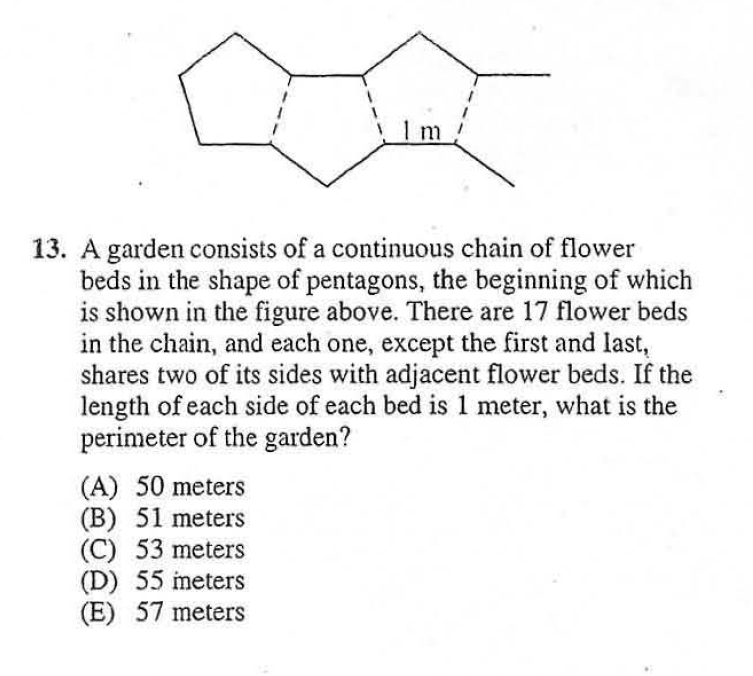 1 m
13. A garden consists of a continuous chain of flower
beds in the shape of pentagons, the beginning of which
is shown in the figure above. There are 17 flower beds
in the chain, and each one, except the first and last,
shares two of its sides with adjacent flower beds. If the
length of each side of each bed is 1 meter, what is the
perimeter of the garden?
(A) 50 meters
(B) 51 meters
(C) 53 meters
(D) 55 meters
(E) 57 meters